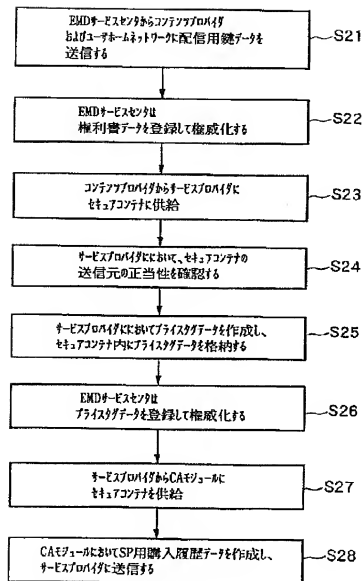 EMDサービスセンタからコンテンツプロバイダ
およびユーザホームネットワークに配信用鍵データを
送信する
S21
EMDサービスセンタは
権利書データを登録して権威化する
S22
コンテンツプロバイダからサービスプロバイダに
セキュアコンテナに供給
S23
サービスプロバイダにおいて、セキュアコンテナの
送信元の正当性を確認する
S24
サービスプロバイダにおいてプライスタグデータを作成し、
セキュアコンテナ内にプライスタグデータを格納する
S25
EMDサービスセンタは
プライスタグデータを登録して権威化する
S26
サービスプロバイダからCAモジュールに
セキュアコンテナを供給
S27
CAモジュールにおいてSP用購入履歴データを作成し、
サービスプロバイダに送信する
S28